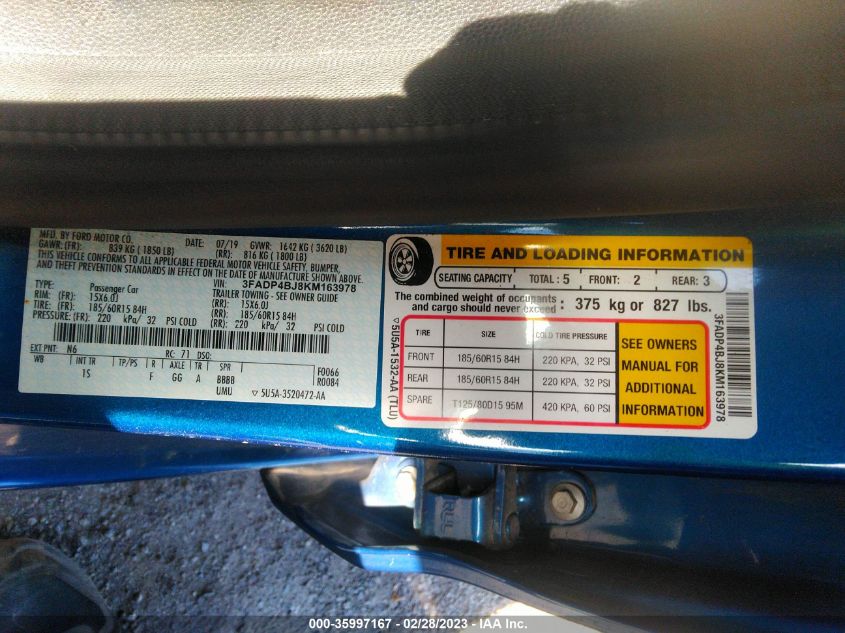 MFD. BY FORD MOTOR CO.
DATE: 07/19 GVWR: 1642 KG ( 3620 LB)
GAWR: (FR): 839 KG ( 1850 LB) (RR): 816 KG ( 1800 LB)
THIS VEHICLE CONFORMS TO ALL APPLICABLE FEDERAL MOTOR VEHICLE SAFETY, BUMPER,
AND THEFT PREVENTION STANDARDS IN EFFECT ON THE DATE OF MANUFACTURE SHOWN ABOVE.
VIN: 3FADP4BJ8KM163978
TYPE: Passenger Car TRAILER TOWING - SEE OWNER GUIDE
RIM: (FR): 15X6.0J (RR): 15X6.0J
TIRE: (FR): 185/60R15 84H (RR): 185/60R15 84H
PRESSURE: (FR): 220 kPa/ 32 PSI COLD (RR): 220 kPa/ 32 PSI COLD
EXT PNT: N6 RC: 71 DSO:
WB INT TR TP/PS R AXLE TR SPR F0066
IS F GG A BBBB R0084
UMU ▽ 5U5A-3520472-AA
TIRE AND LOADING INFORMATION
SEATING CAPACITY TOTAL : 5 FRONT: 2 REAR: 3
The combined weight of occupants
and cargo should never exceed : 375 kg or 827 lbs.
TIRE SIZE COLD TIRE PRESSURE
FRONT 185/60R15 84H 220 KPA, 32 PSI
REAR 185/60R15 84H 220 KPA, 32 PSI
SPARE T125/80D15 95M 420 KPA, 60 PSI
SEE OWNERS
MANUAL FOR
ADDITIONAL
INFORMATION
▽ 5U5A-1532-AA (TLU)
3FADP4BJ8KM163978
000-35997167 - 02/28/2023 - IAA Inc.